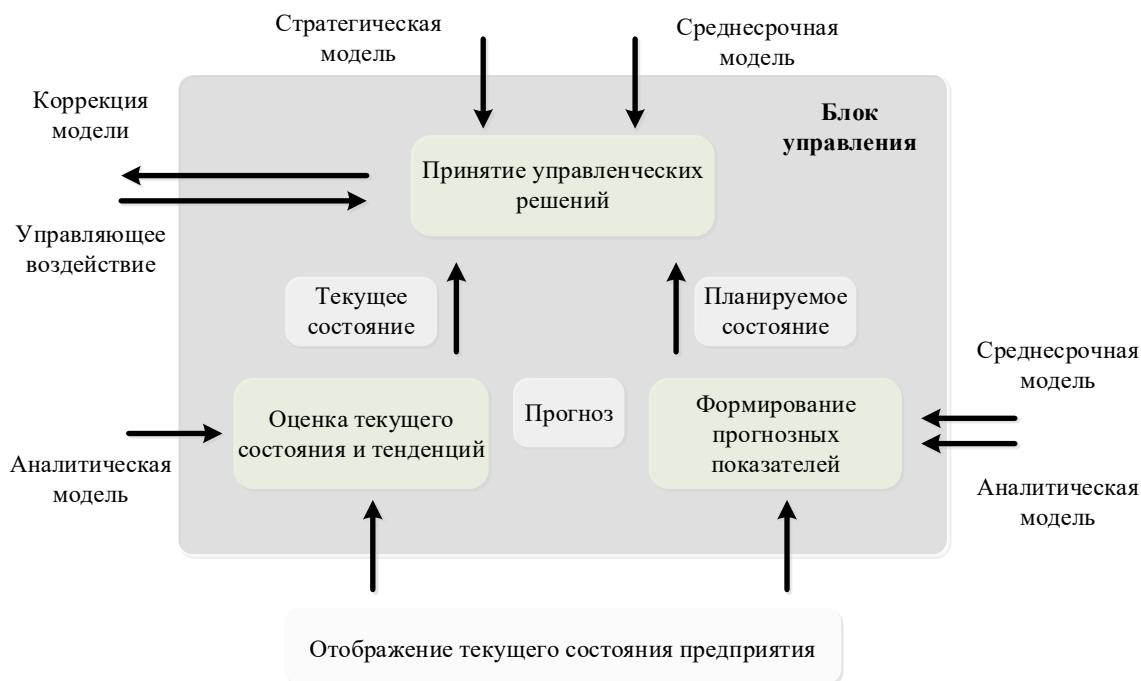 Стратегическая
модель
Среднесрочная
модель
Коррекция
модели
Блок
управления
Принятие управленческих
решений
Управляющее
воздействие
Текущее
состояние
Планируемое
состояние
Среднесрочная
модель
Оценка текущего
состояния и тенденций
Прогноз
Формирование
прогнозных
показателей
Аналитическая
модель
Аналитическая
модель
Отображение текущего состояния предприятия